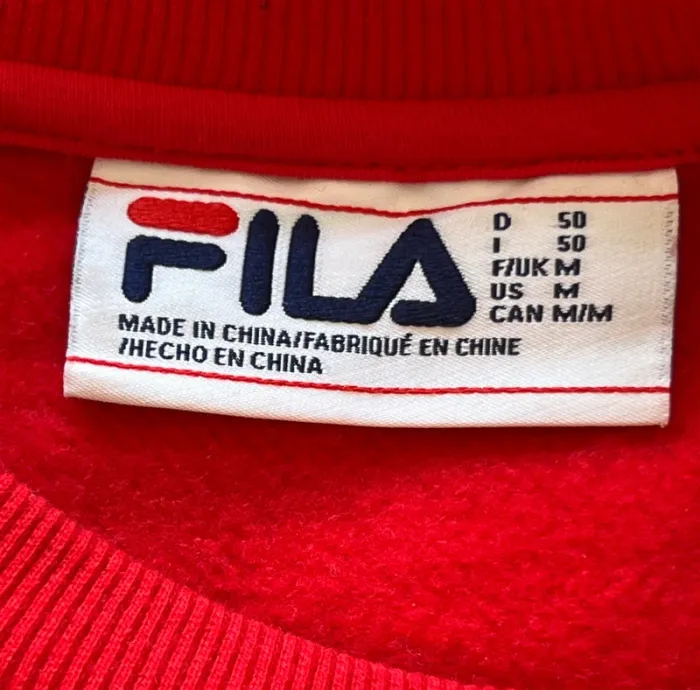 FILA
D 50
I 50
F/UK M
US M
CAN M/M
MADE IN CHINA/FABRIQUÉ EN CHINE
/HECHO EN CHINA